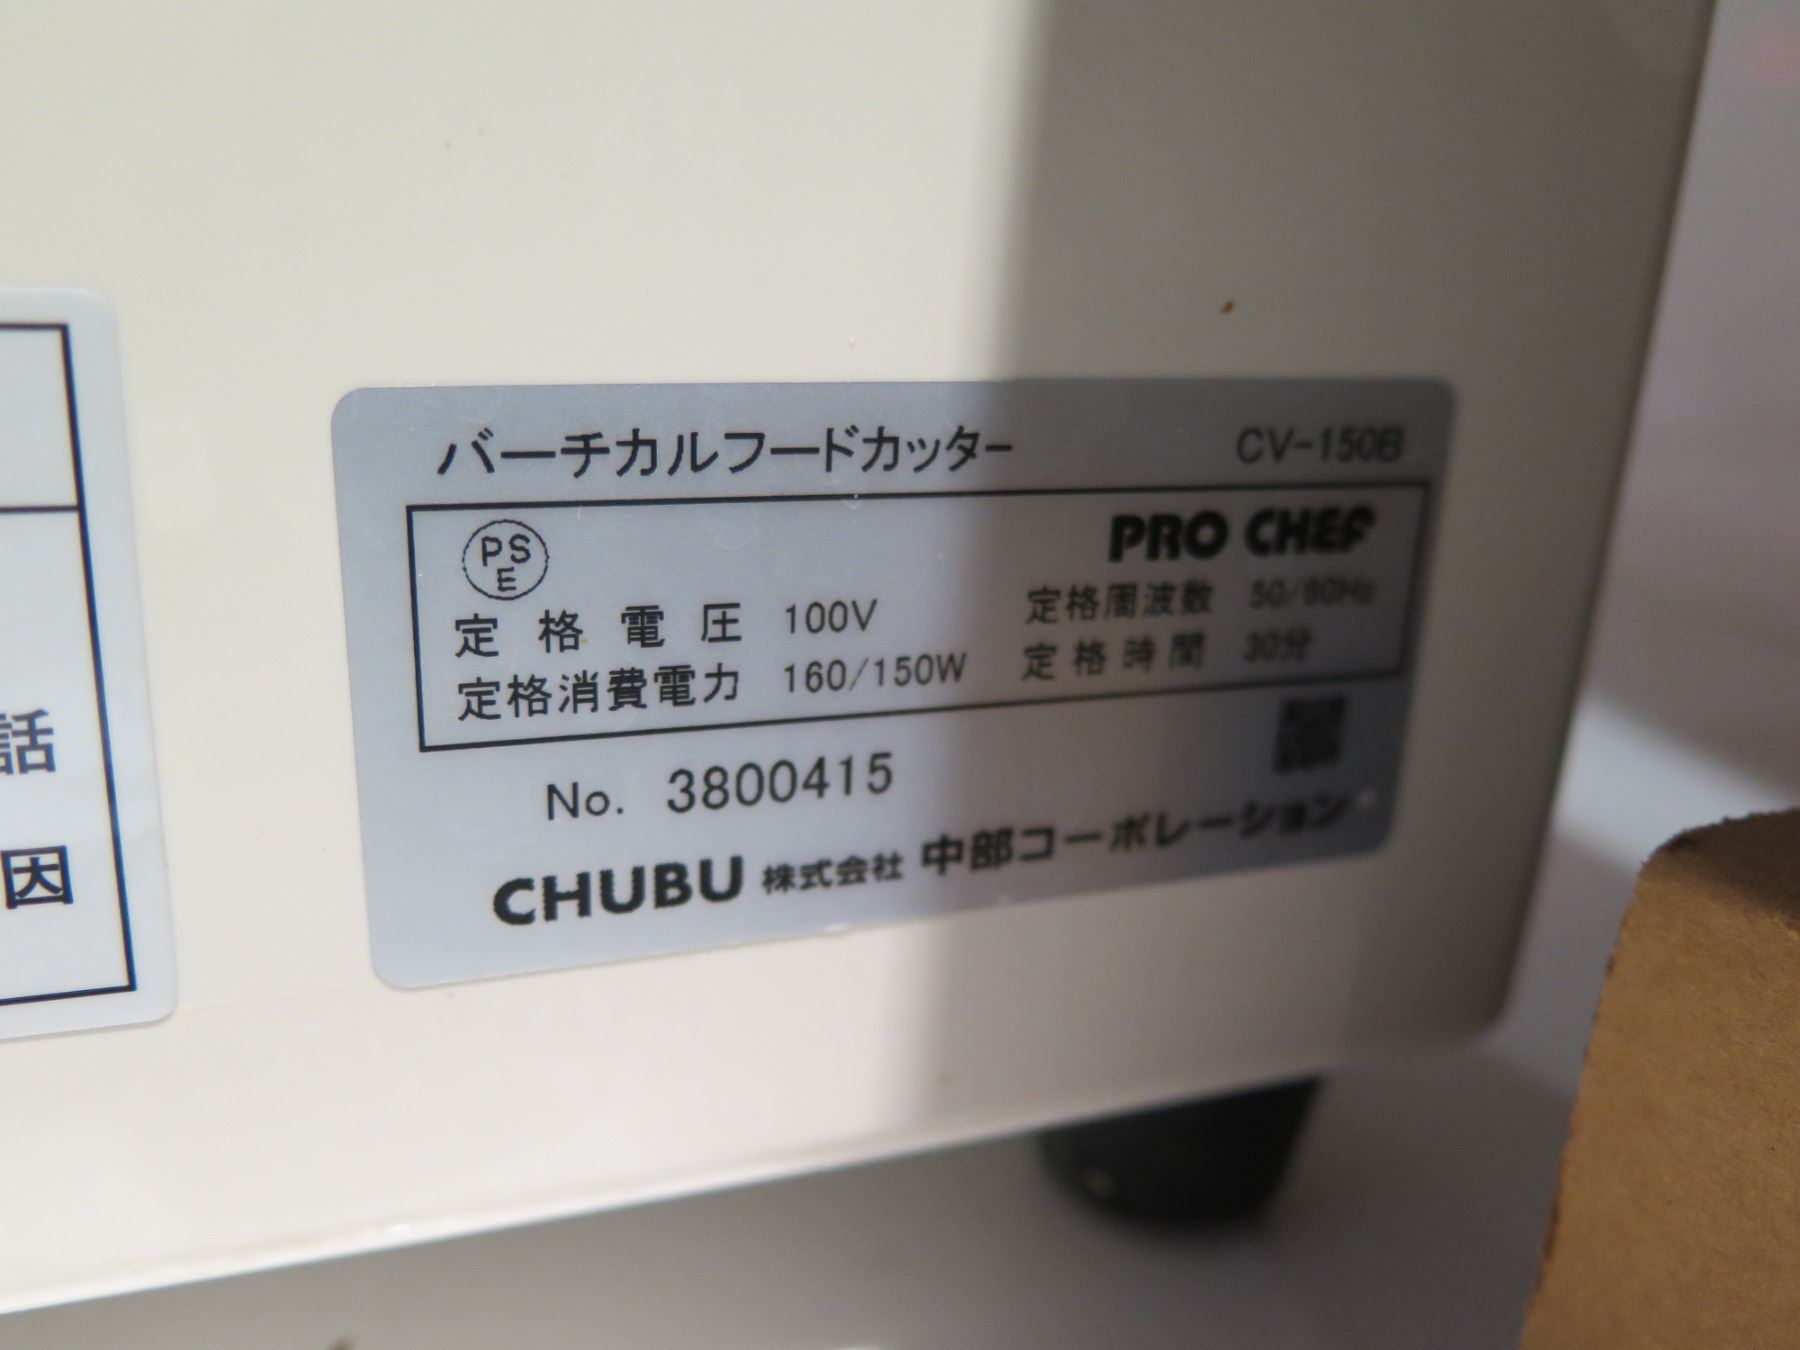 バーチカルフードカッター CV-150B
PSE
PRO CHEF
定格電圧 100V 定格周波数 50/60Hz
定格消費電力 160/150W 定格時間 30分
No. 3800415
CHUBU 株式会社 中部コーポレーション
話
因